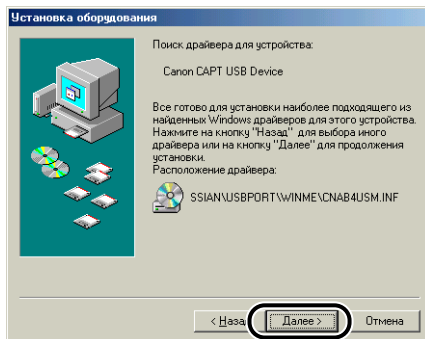 Установка оборудования
Поиск драйвера для устройства:
Canon CAPT USB Device
Все готово для установки наиболее подходящего из
найденных Windows драйверов для этого устройства.
Нажмите на кнопку "Назад" для выбора иного
драйвера или на кнопку "Далее" для продолжения
установки.
Расположение драйвера:
SSIAN\USBPORT\WINME\CNAB4USM.INF
< Наза Далее > Отмена